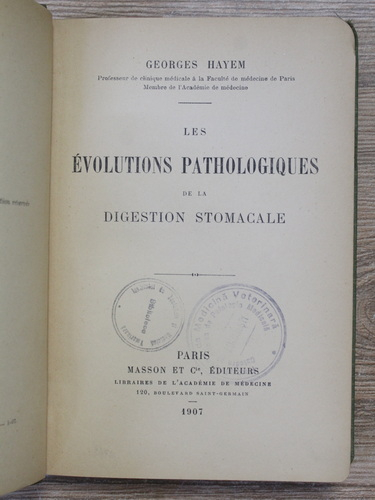 GEORGES HAYEM
Professeur de clinique médicale à la Faculté de médecine de Paris
Membre de l'Académie de médecine
LES
ÉVOLUTIONS PATHOLOGIQUES
DE LA
DIGESTION STOMACALE
Medicină Veterinară
PARIS
MASSON ET Cie, ÉDITEURS
LIBRAIRES DE L'ACADÉMIE DE MÉDECINE
120, BOULEVARD SAINT-GERMAIN
1907